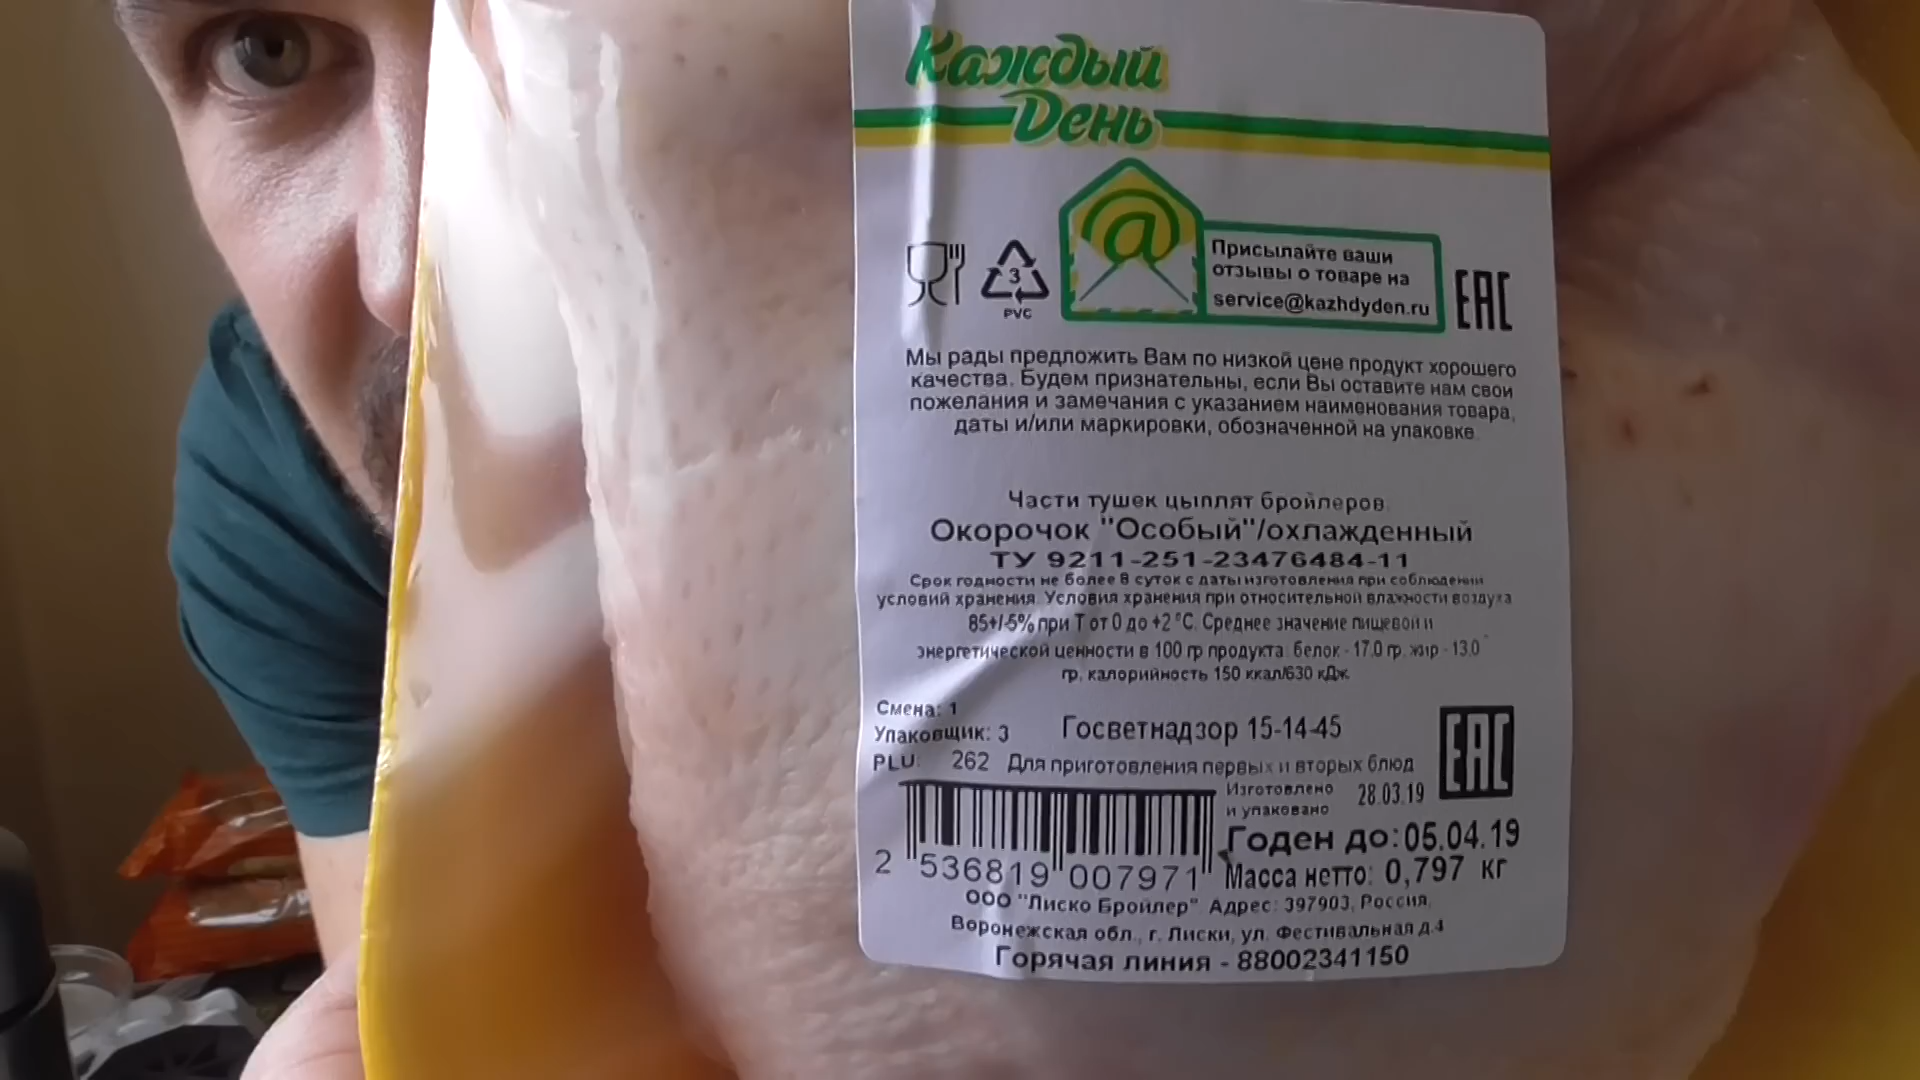 Каждый
День
Присылайте ваши
отзывы о товаре на
service@kazhdyden.ru
EAC
3
PVC
Мы рады предложить Вам по низкой цене продукт хорошего
качества. Будем признательны, если Вы оставите нам свои
пожелания и замечания с указанием наименования товара,
даты и/или маркировки, обозначенной на упаковке.
Части тушек цыплят бройлеров.
Окорочок "Особый"/охлажденный
ТУ 9211-251-23476484-11
Срок годности не более 8 суток с даты изготовления при соблюдении
условий хранения. Условия хранения при относительной влажности воздуха
85+/-5% при Т от 0 до +2 °С. Среднее значение пищевой и
энергетической ценности в 100 гр продукта: белок - 17.0 гр, жир - 13.0
гр, калорийность 150 ккал/630 кДж
Смена: 1
Упаковщик: 3
Госветнадзор 15-14-45
EAC
PLU: 262 Для приготовления первых и вторых блюд
Изготовлено
и упаковано
28.03.19
Годен до: 05.04.19
2 536819 007971
Масса нетто: 0,797 кг
ООО "Лиско Бройлер". Адрес: 397903, Россия,
Воронежская обл., г. Лиски, ул. Фестивальная д.4
Горячая линия - 88002341150